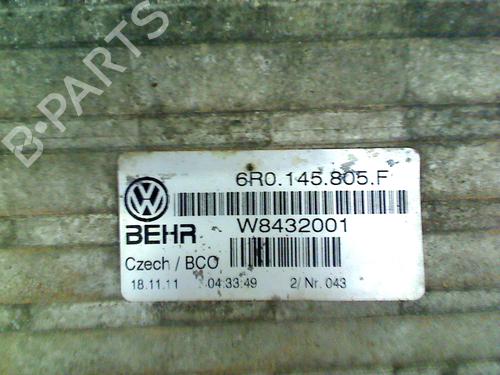 B-PARTS
6R0.145.805.F
W8432001
BEHR
Czech / BCO
18.11.11 04:33:49 2/ Nr. 043